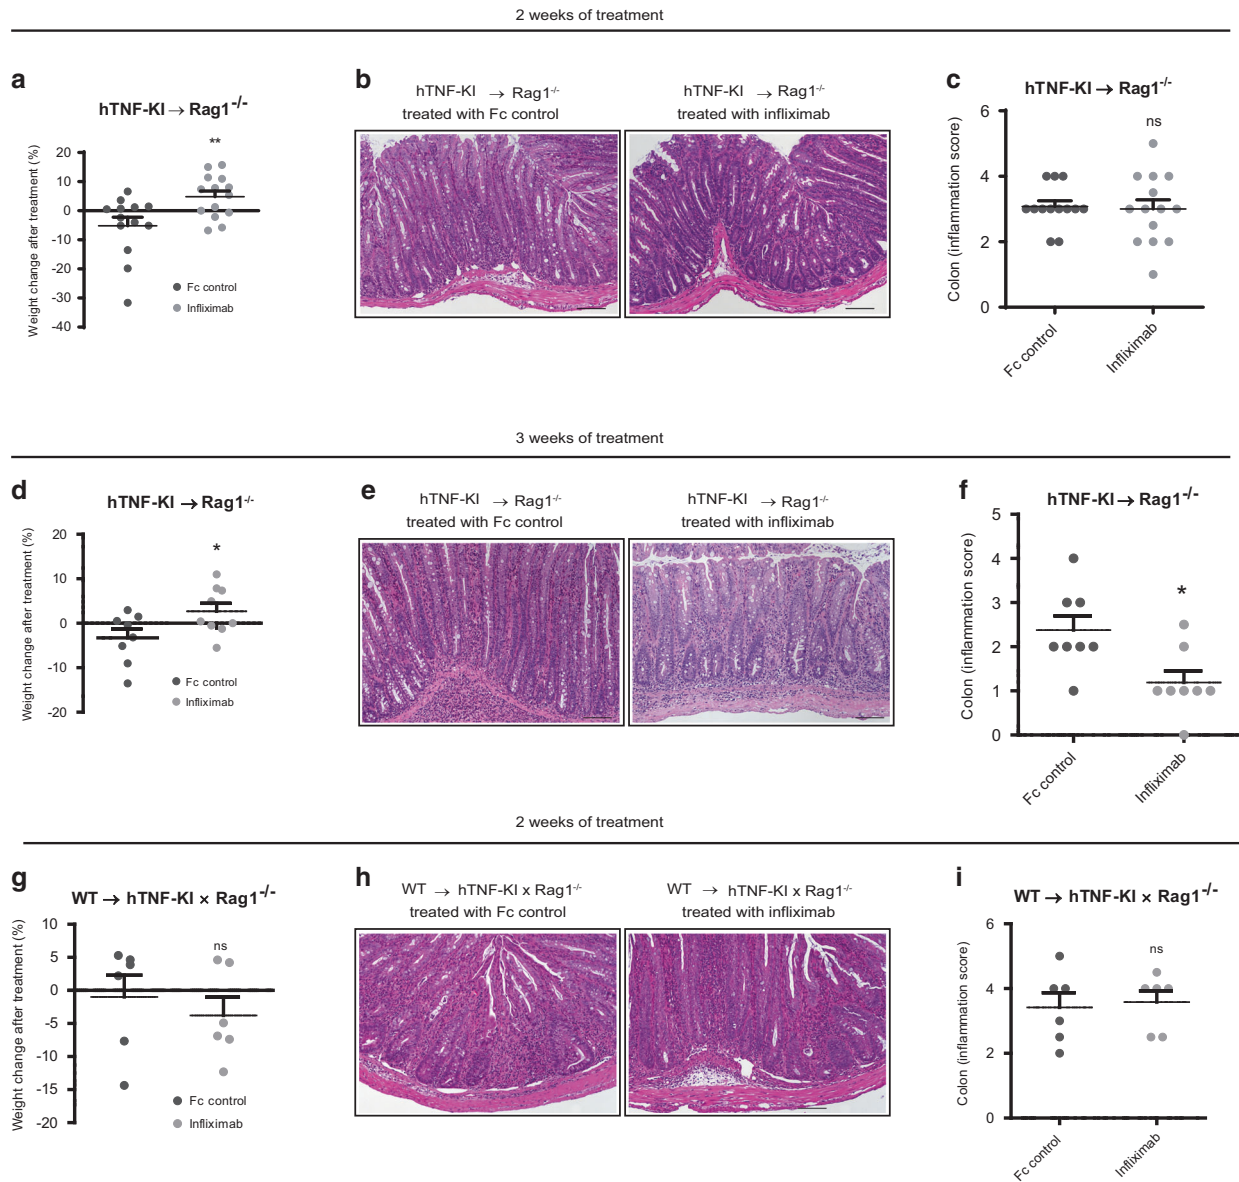 2 weeks of treatment
a
hTNF-KI → Rag1-/-
Weight change after treatment (%)
20
10
0
-10
-20
-30
-40
**
Fc control
Infliximab
b
hTNF-KI → Rag1-/-
treated with Fc control
hTNF-KI → Rag1-/-
treated with infliximab
c
hTNF-KI → Rag1-/-
Colon (inflammation score)
6
4
2
0
ns
Fc control
Infliximab
3 weeks of treatment
d
hTNF-KI → Rag1-/-
Weight change after treatment (%)
20
10
0
-10
-20
*
Fc control
Infliximab
e
hTNF-KI → Rag1-/-
treated with Fc control
hTNF-KI → Rag1-/-
treated with infliximab
f
hTNF-KI → Rag1-/-
Colon (inflammation score)
5
4
3
2
1
0
*
Fc control
Infliximab
2 weeks of treatment
g
WT → hTNF-KI × Rag1-/-
Weight change after treatment (%)
10
5
0
-5
-10
-15
-20
ns
Fc control
Infliximab
h
WT → hTNF-KI x Rag1-/-
treated with Fc control
WT → hTNF-KI x Rag1-/-
treated with infliximab
i
WT → hTNF-KI × Rag1-/-
Colon (inflammation score)
6
4
2
0
ns
Fc control
Infliximab